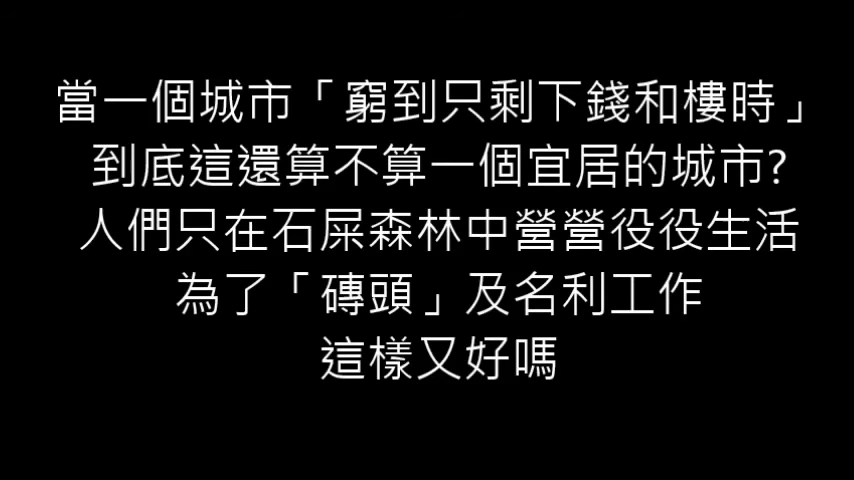 當一個城市「窮到只剩下錢和樓時」
到底這還算不算一個宜居的城市?
人們只在石屎森林中營營役役生活
為了「磚頭」及名利工作
這樣又好嗎